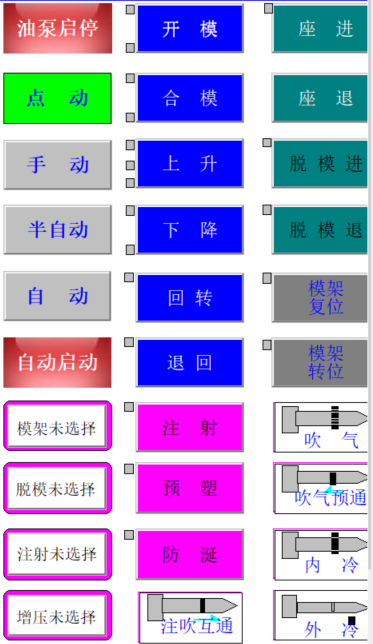 油泵启停 开 模 座 进
点 动 合 模 座 退
手 动 上 升 脱 模 进
半自动 下 降 脱 模 退
自 动 回 转 模架
复位
自动启动 退 回 模架
转位
模架未选择 注 射 吹 气
脱模未选择 预 塑 吹气预通
注射未选择 防 涎 内 冷
增压未选择 注吹互通 外 冷